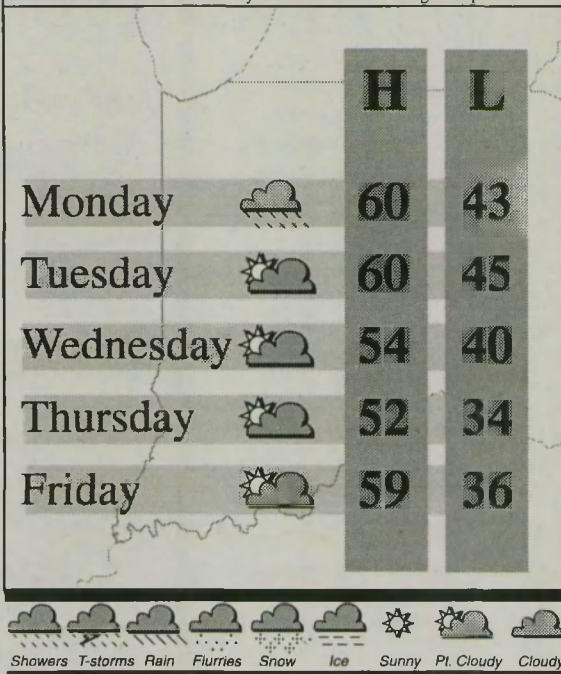 H L
Monday 60 43
Tuesday 60 45
Wednesday 54 40
Thursday 52 34
Friday 59 36
Showers T-storms Rain Flurries Snow Ice Sunny Pt. Cloudy Cloudy